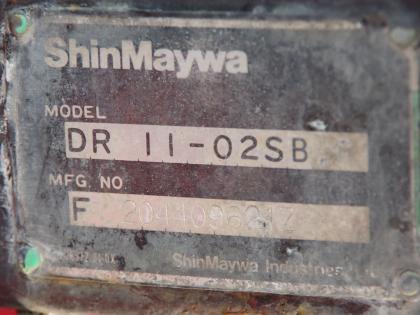 ShinMaywa
MODEL
DR 11-02SB
MFG. NO.
F
ShinMaywa Industries